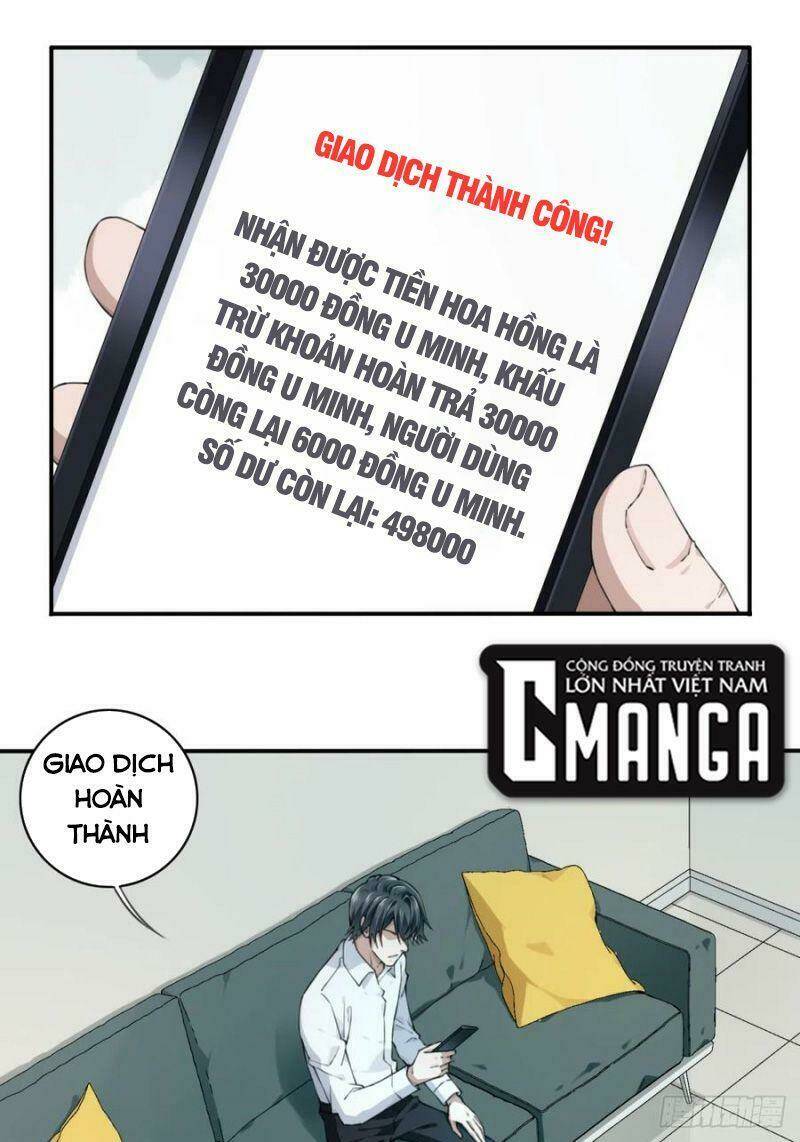 GIAO DỊCH THÀNH CÔNG!
NHẬN ĐƯỢC TIỀN HOA HỒNG LÀ
30000 ĐỒNG U MINH, KHẤU
TRỪ KHOẢN HOÀN TRẢ 30000
ĐỒNG U MINH, NGƯỜI DÙNG
CÒNG LẠI 6000 ĐỒNG U MINH.
SỐ DƯ CÒN LẠI: 498000
CỘNG ĐỒNG TRUYỆN TRANH
LỚN NHẤT VIỆT NAM
CMANGA
GIAO DỊCH
HOÀN
THÀNH